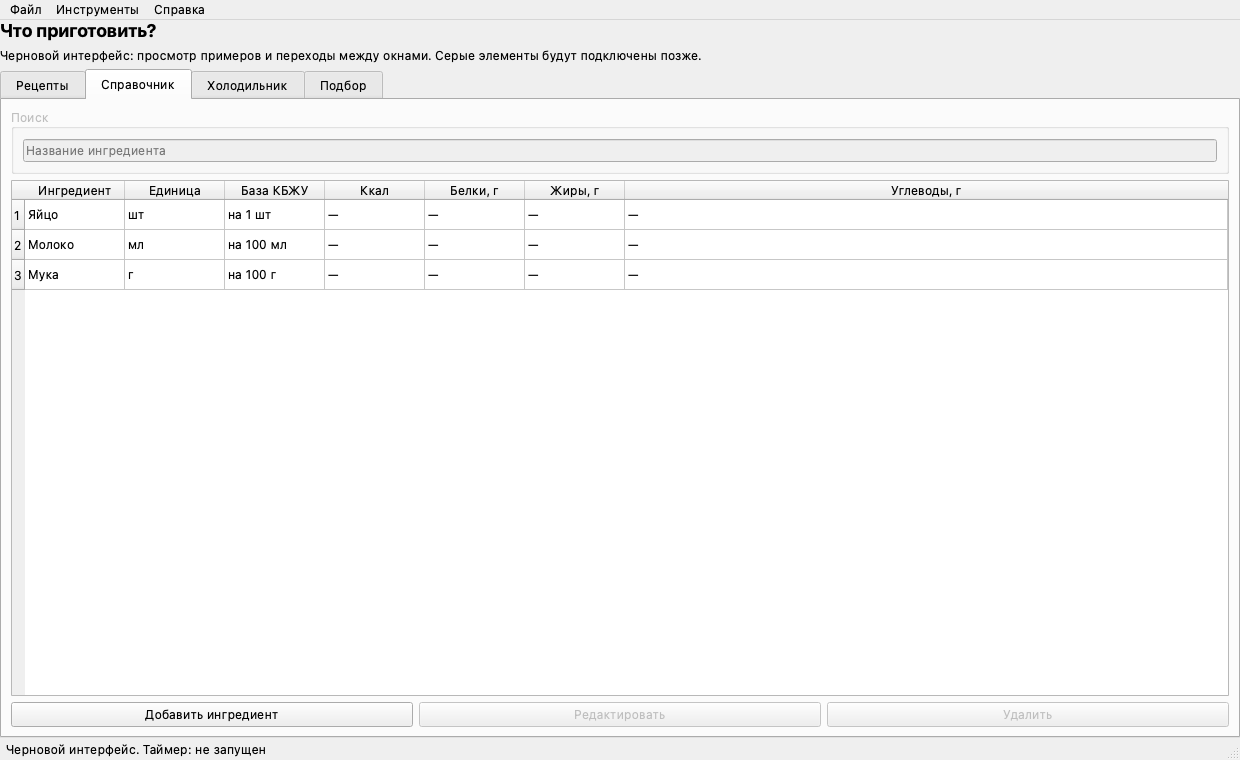 Файл Инструменты Справка
Что приготовить?
Черновой интерфейс: просмотр примеров и переходы между окнами. Серые элементы будут подключены позже.
Рецепты Справочник Холодильник Подбор
Поиск
Название ингредиента
Ингредиент Единица База КБЖУ Ккал Белки, г Жиры, г Углеводы, г
1 Яйцо шт на 1 шт — — — —
2 Молоко мл на 100 мл — — — —
3 Мука г на 100 г — — — —
Добавить ингредиент Редактировать Удалить
Черновой интерфейс. Таймер: не запущен